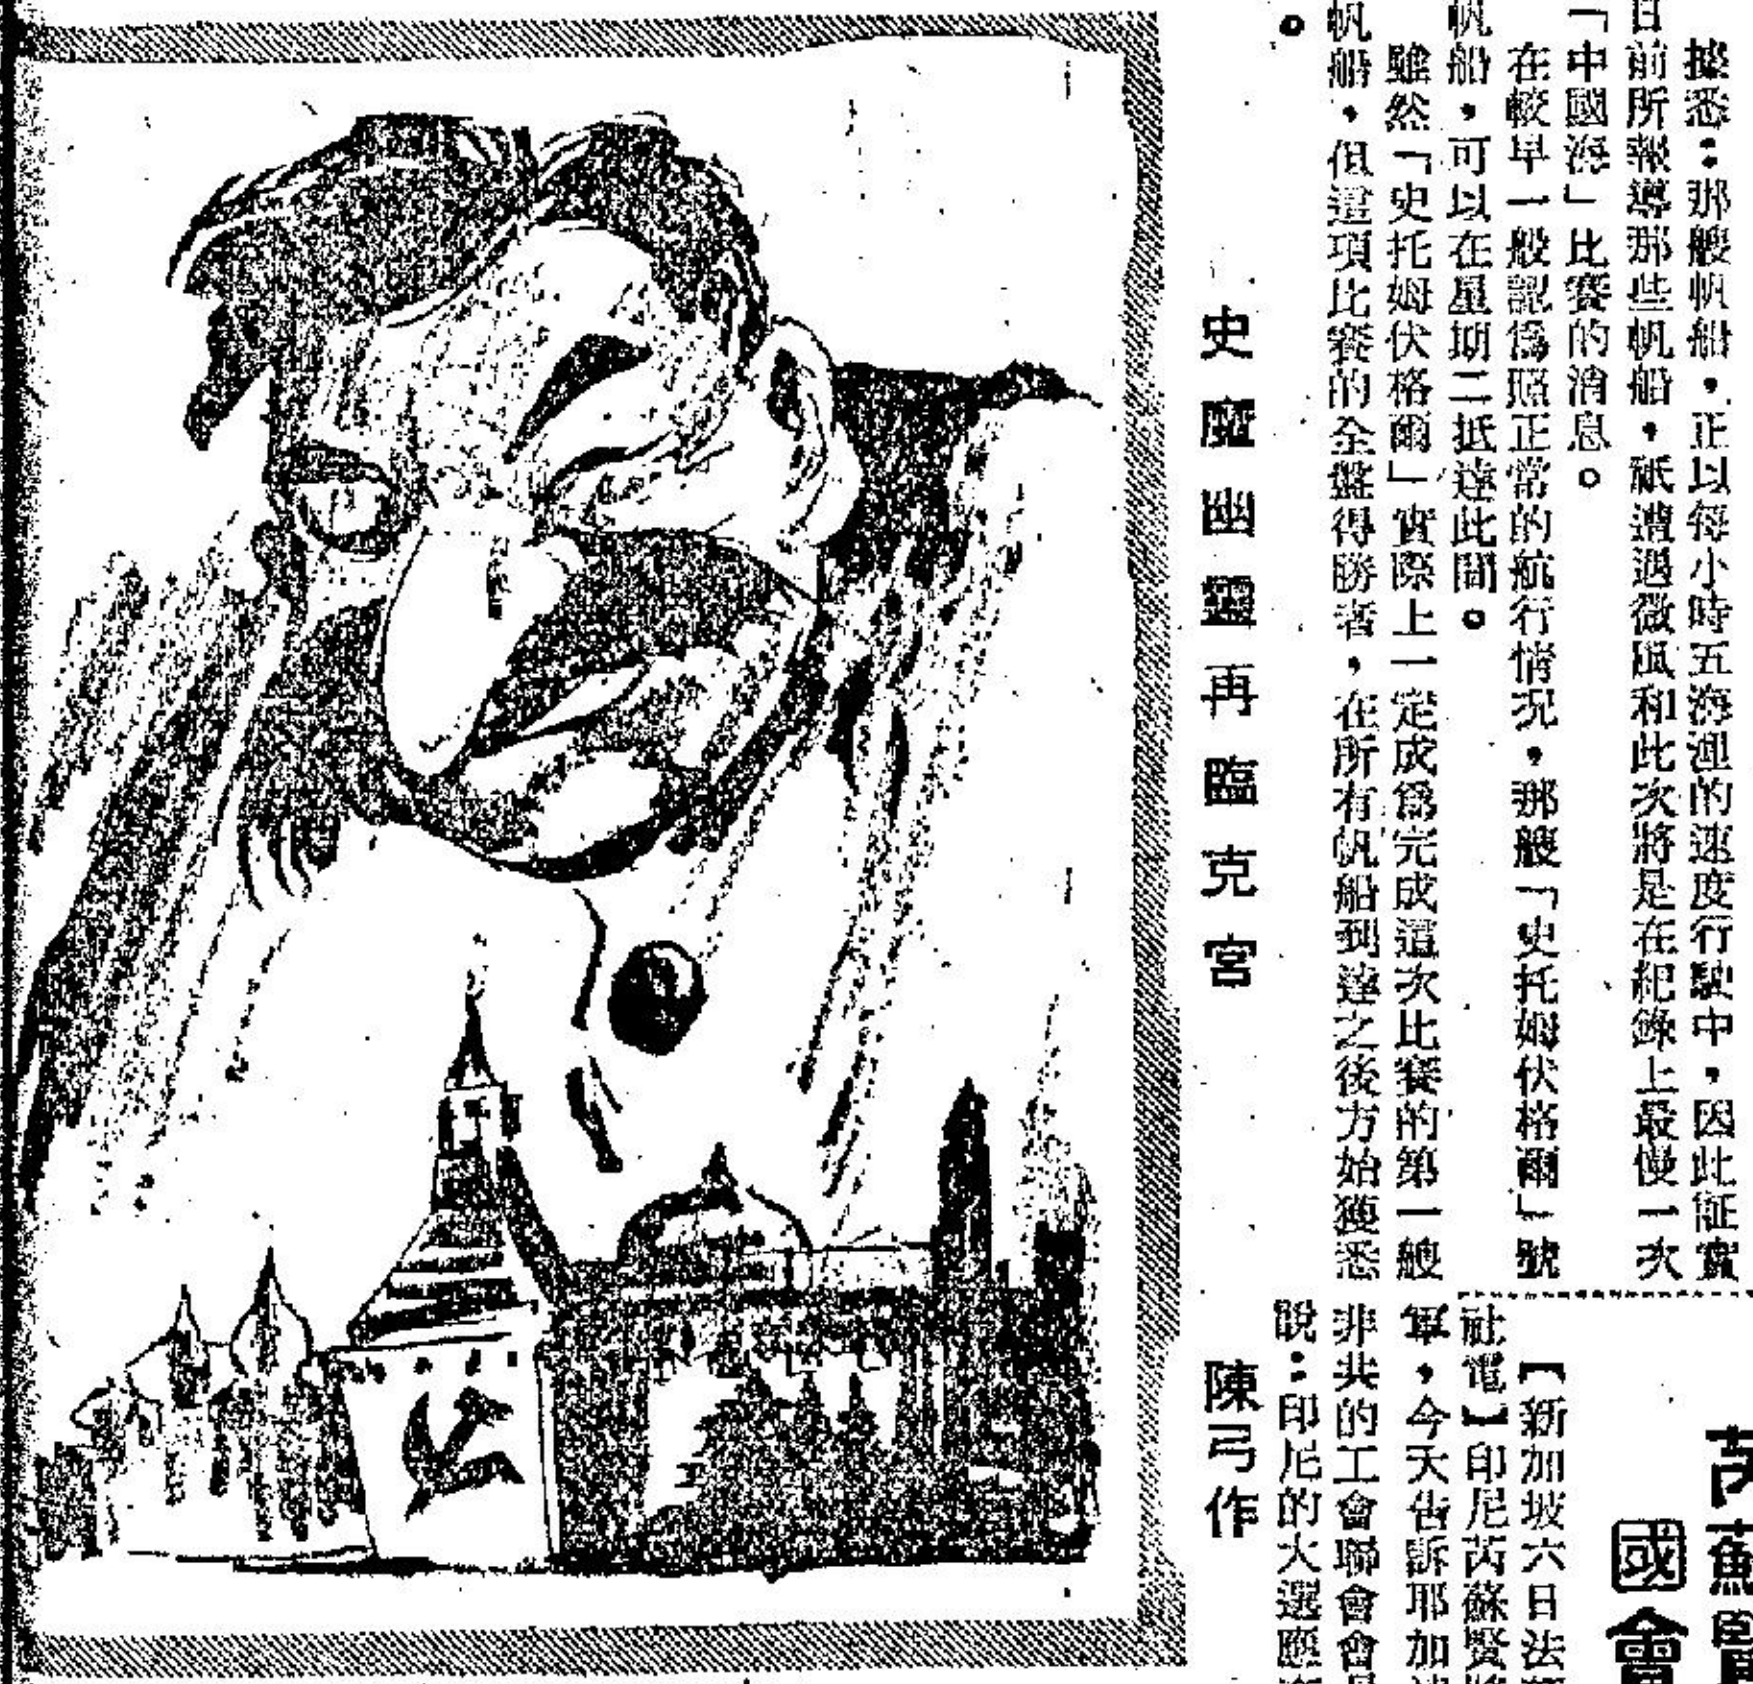 據悉：那艘帆船，正以每小時五海浬的速度行駛中，因此証實
日前所報導那些帆船，祇遭遇微風和此次將是在紀錄上最慢一次
「中國海」比賽的消息。
在較早一般認爲照正常的航行情况，那艘「史托姆伏格爾」號
帆船，可以在星期二抵達此間。
雖然「史托姆伏格爾」實際上一定成爲完成這次比賽的第一艘
帆船，但這項比賽的全盤得勝者，在所有帆船到達之後方始獲悉
。
史魔幽靈再臨克宮
陳弓作
蘇
國會
【新加坡六日法
社電】印尼芮蘇賢
軍，今天告訴耶加
非共的工會聯會會
說：印尼的大選應